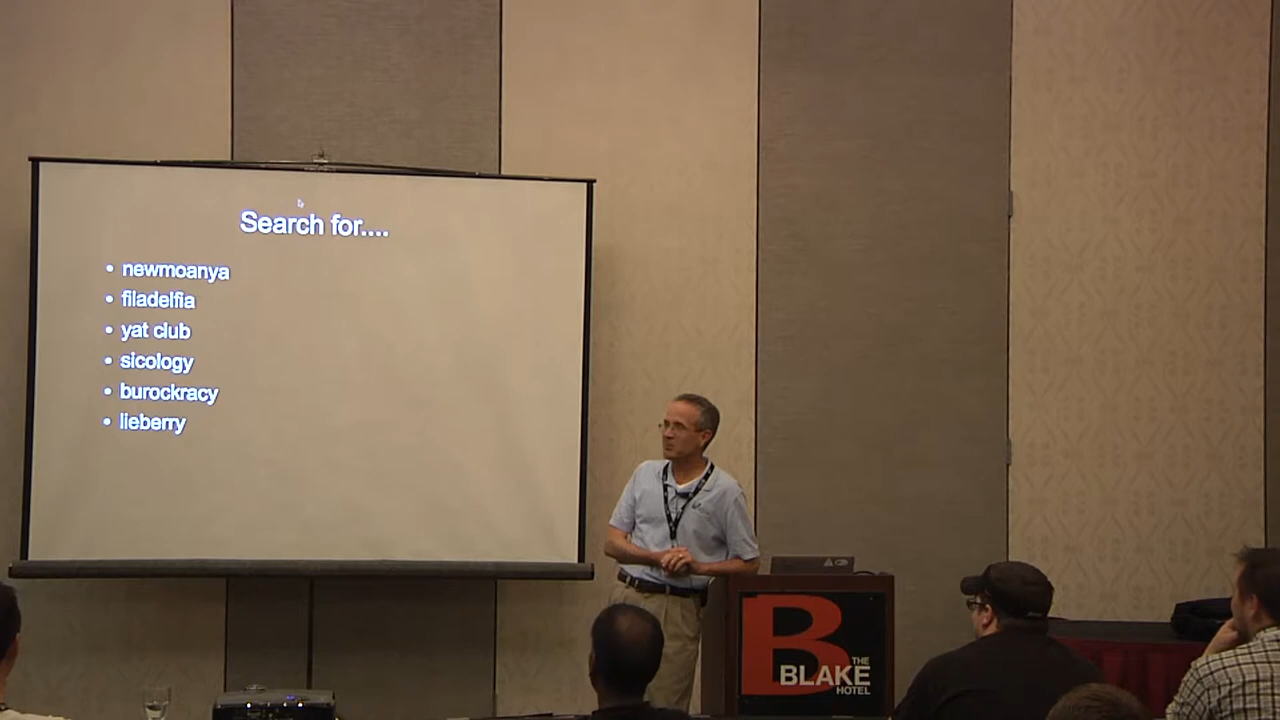 Search for....
• newmoanya
• filadelfia
• yat club
• sicology
• burockracy
• lieberry
B
THE
BLAKE
HOTEL